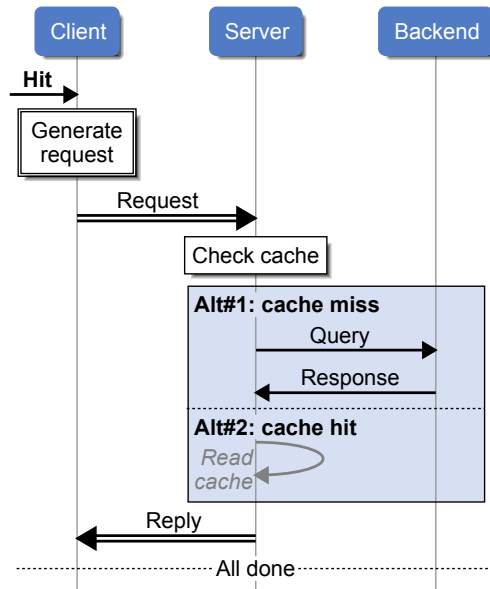 Client
Server
Backend
Hit
Generate
request
Request
Check cache
Alt#1: cache miss
Query
Response
Alt#2: cache hit
Read
cache
Reply
All done